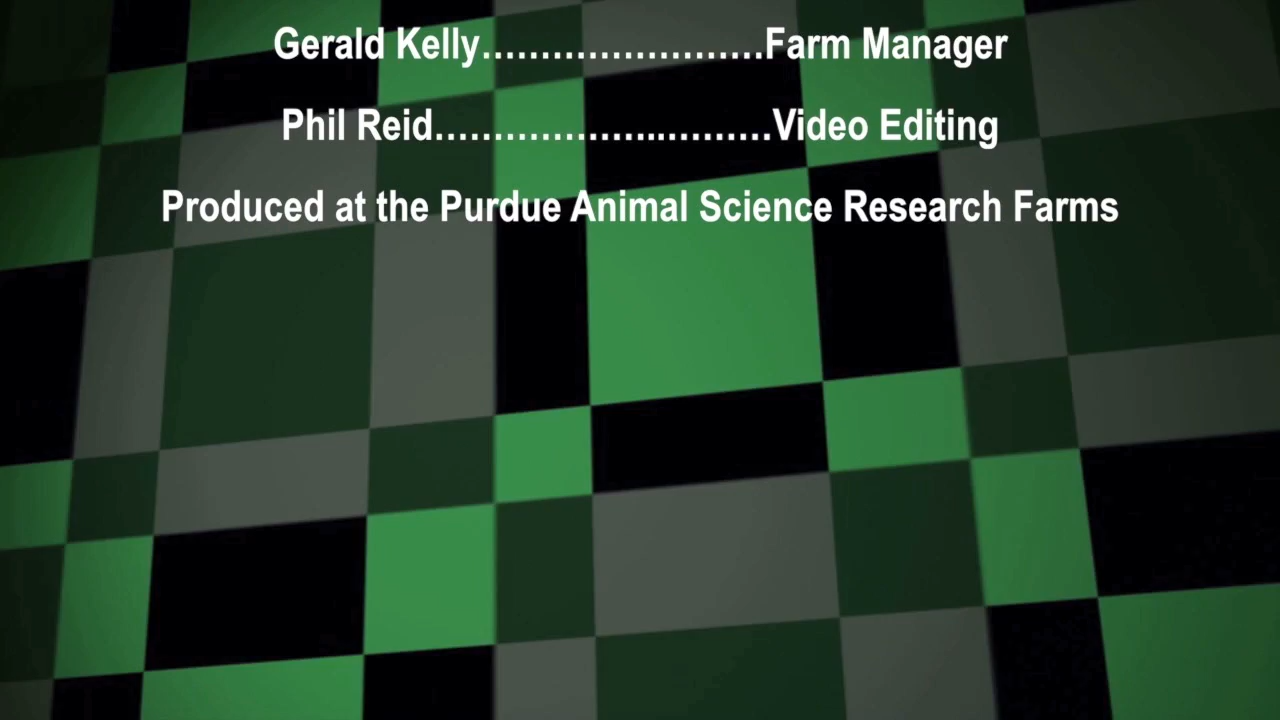 Gerald Kelly……………………Farm Manager
Phil Reid………………...………Video Editing
Produced at the Purdue Animal Science Research Farms